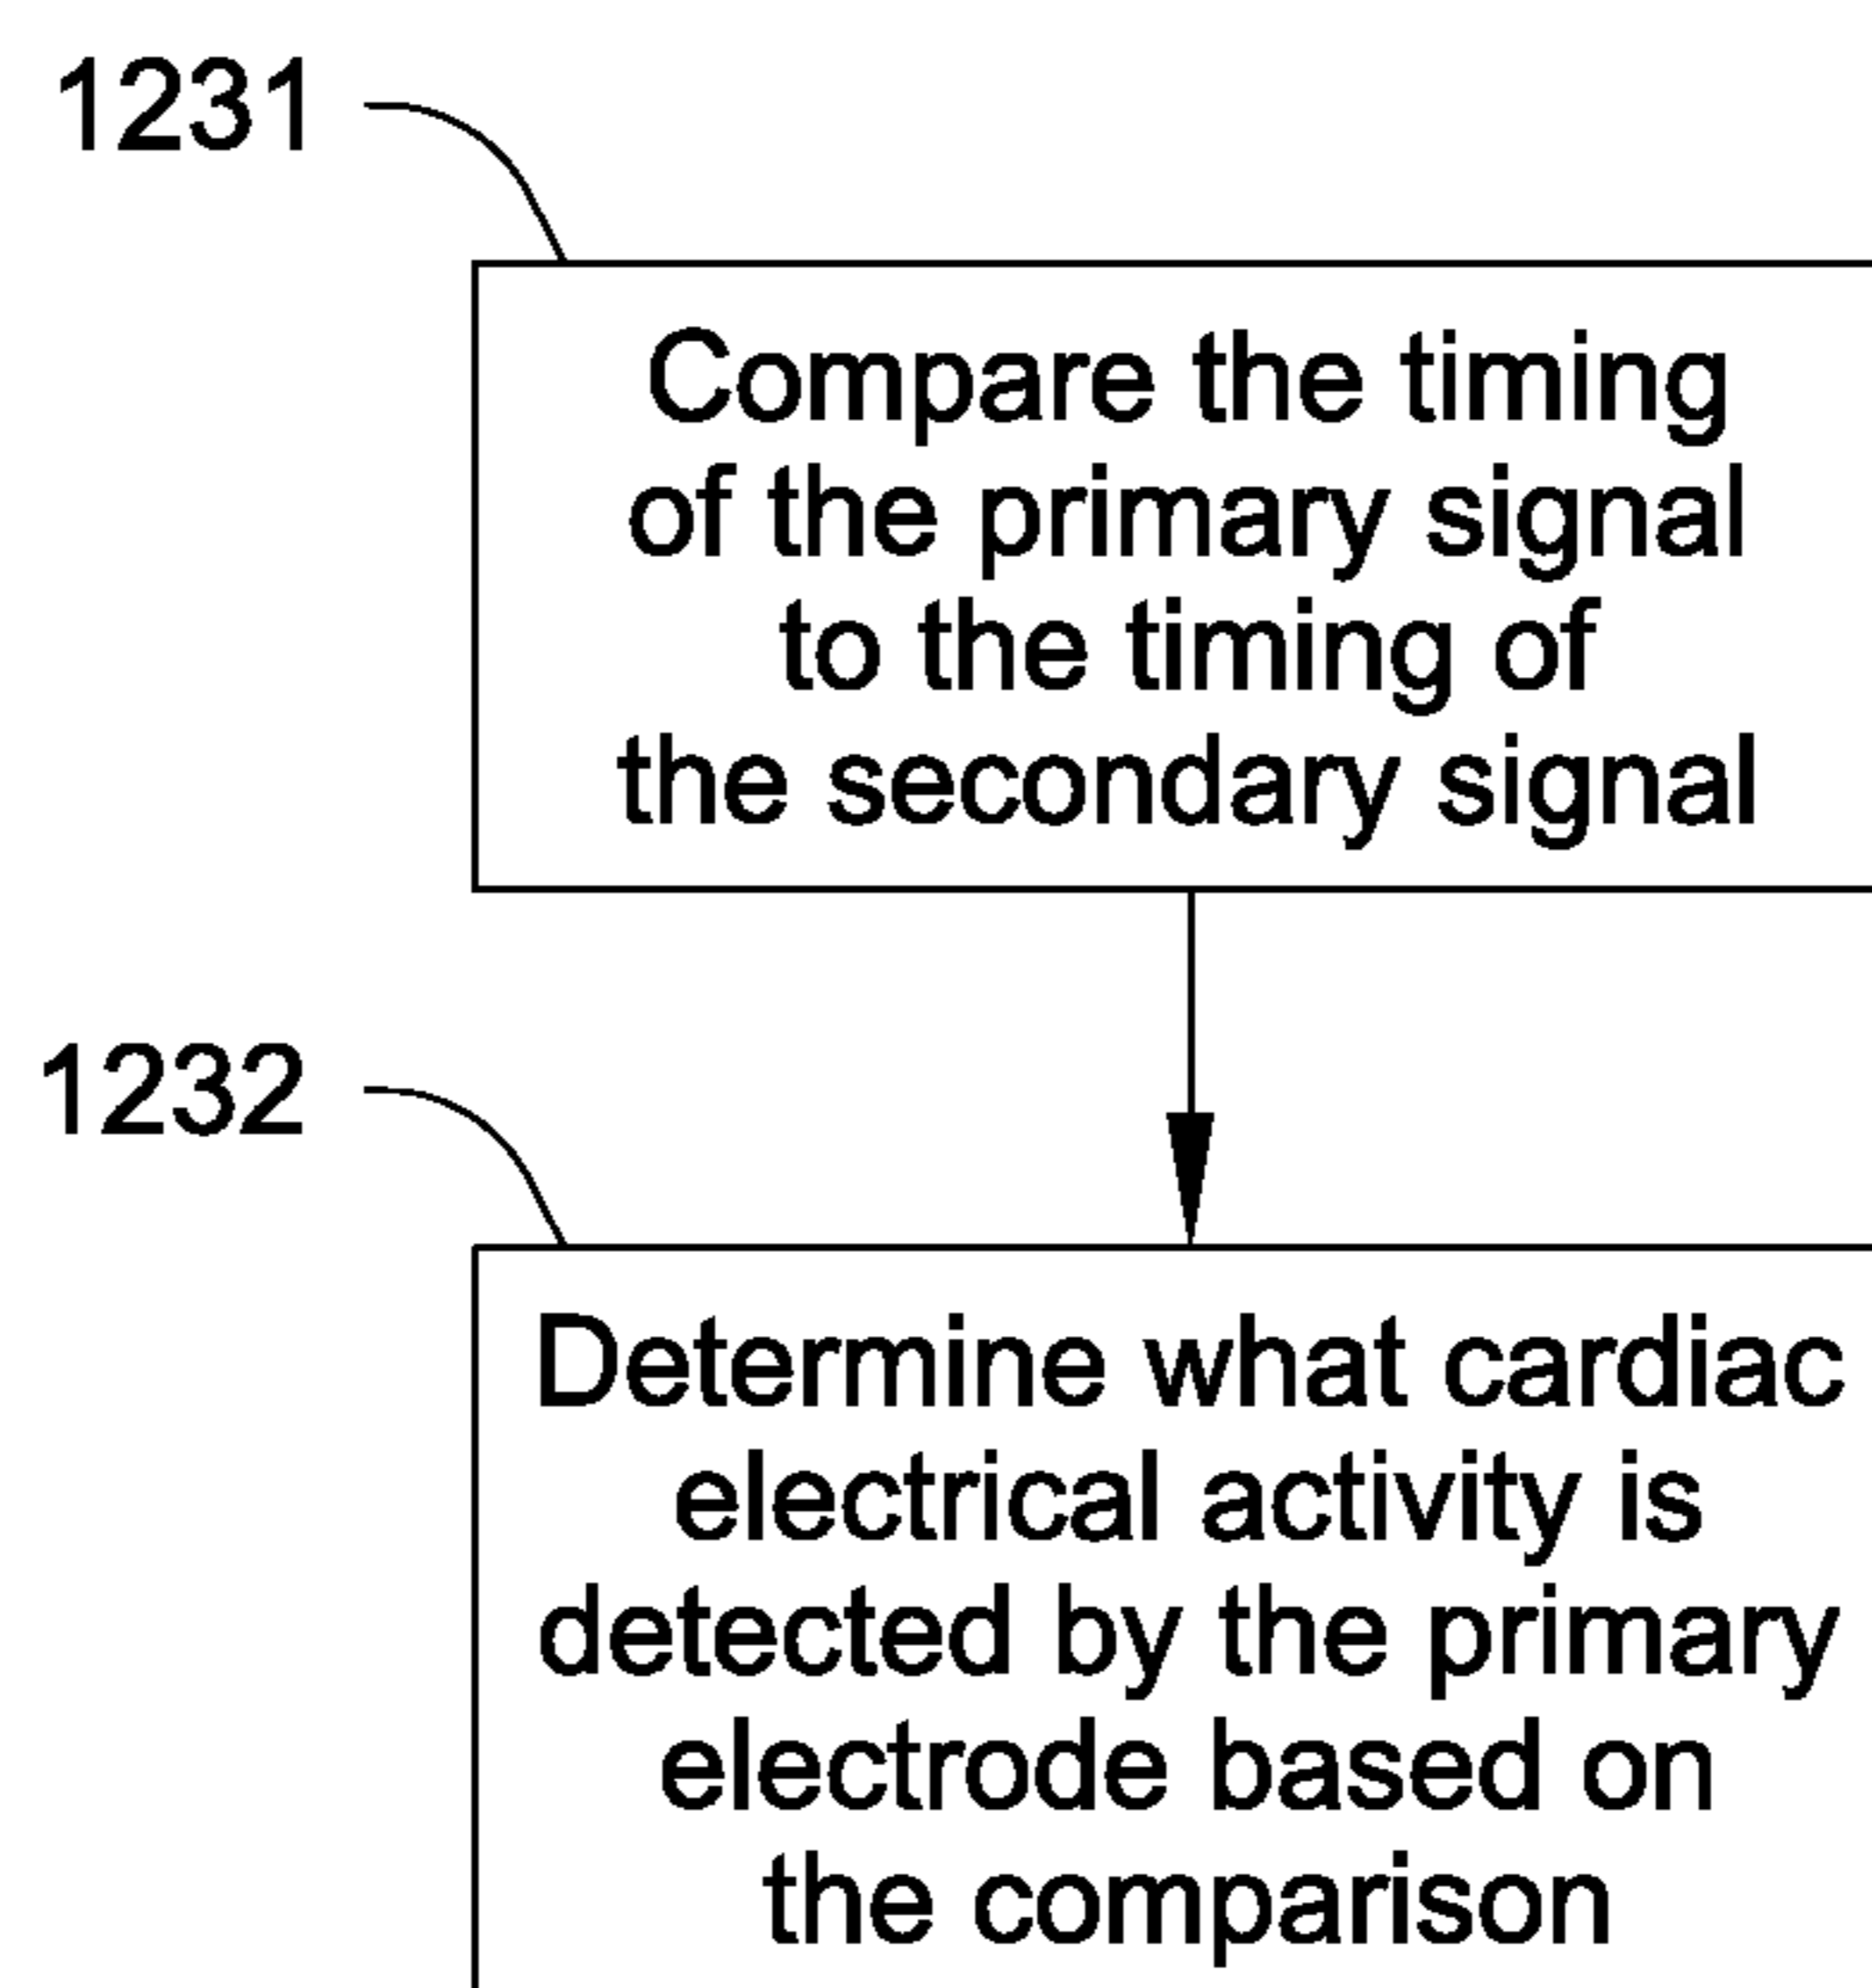 1231
Compare the timing
of the primary signal
to the timing of
the secondary signal
1232
Determine what cardiac
electrical activity is
detected by the primary
electrode based on
the comparison